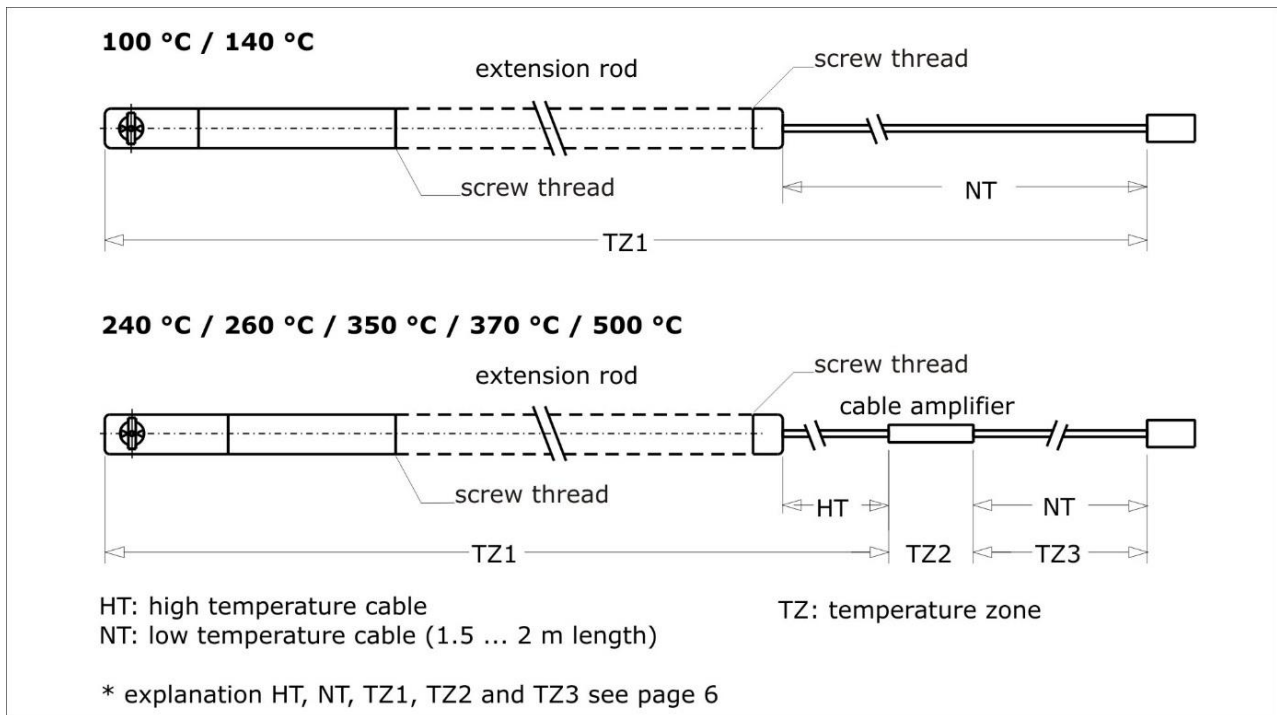 100 °C / 140 °C
extension rod
screw thread
screw thread
NT
TZ1
240 °C / 260 °C / 350 °C / 370 °C / 500 °C
extension rod
screw thread
cable amplifier
screw thread
HT
NT
TZ1
TZ2
TZ3
HT: high temperature cable
TZ: temperature zone
NT: low temperature cable (1.5 ... 2 m length)
* explanation HT, NT, TZ1, TZ2 and TZ3 see page 6